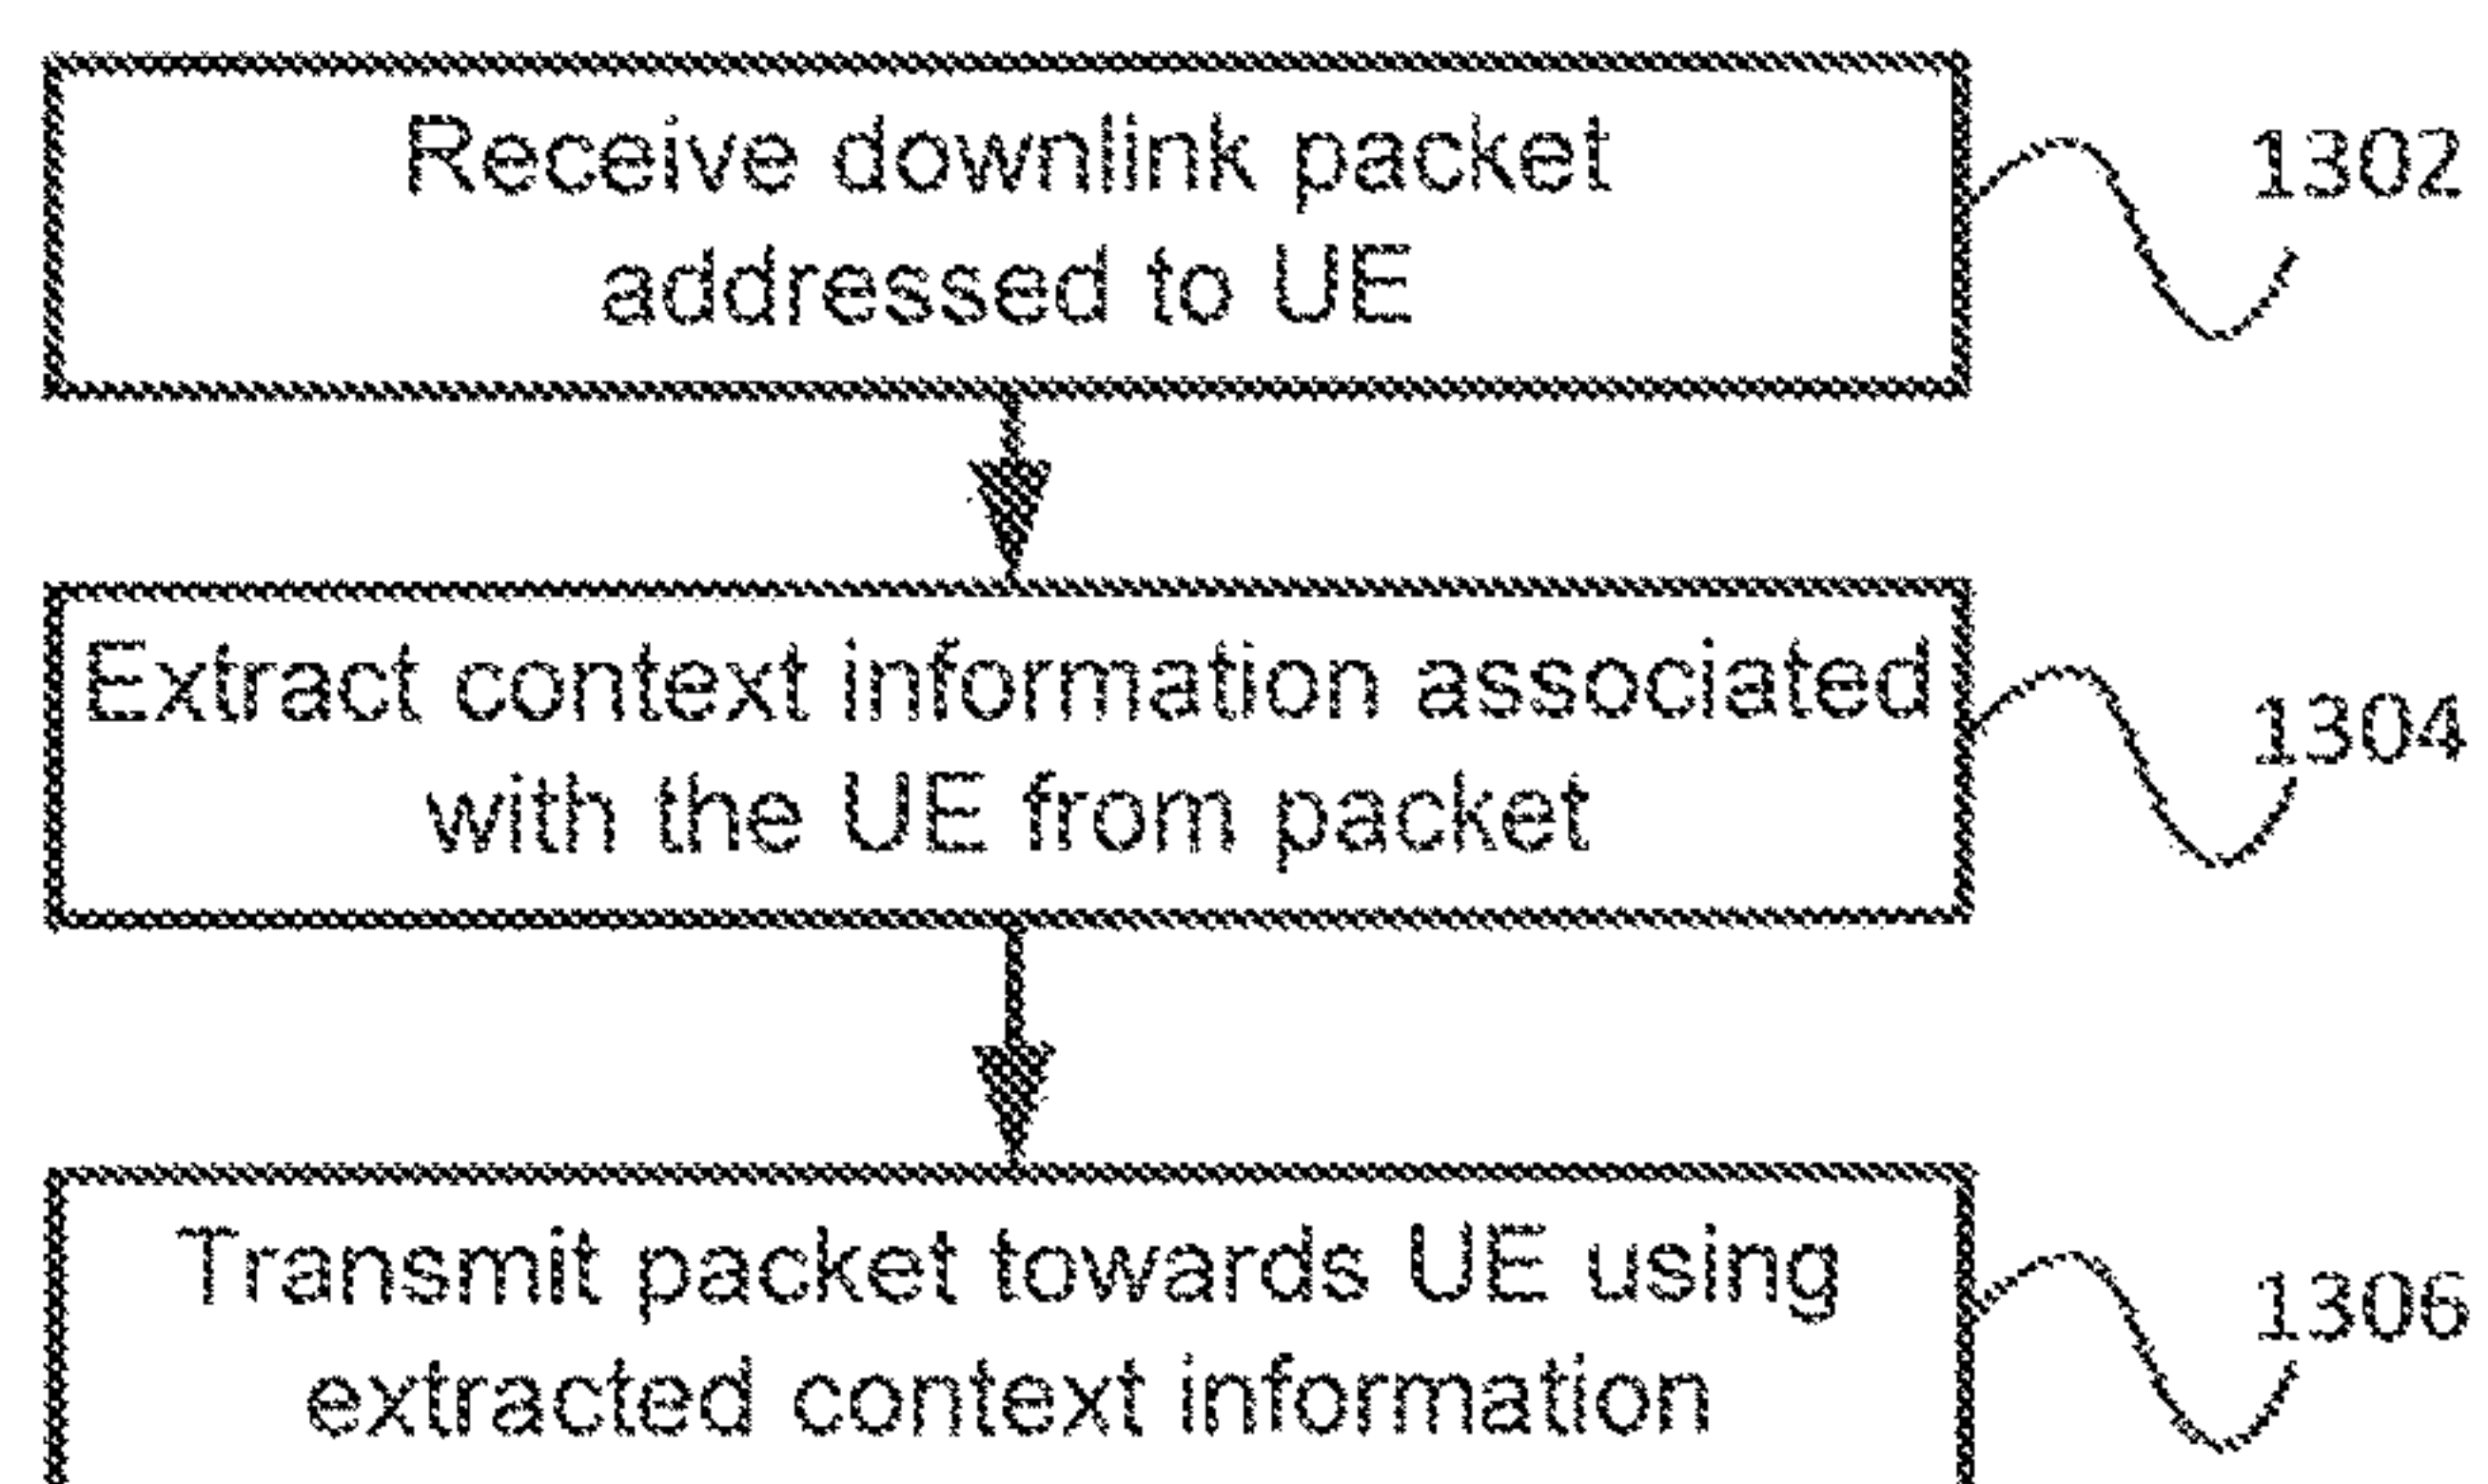 Receive downlink packet
addressed to UE
1302
Extract context information associated
with the UE from packet
1304
Transmit packet towards UE using
extracted context information
1306